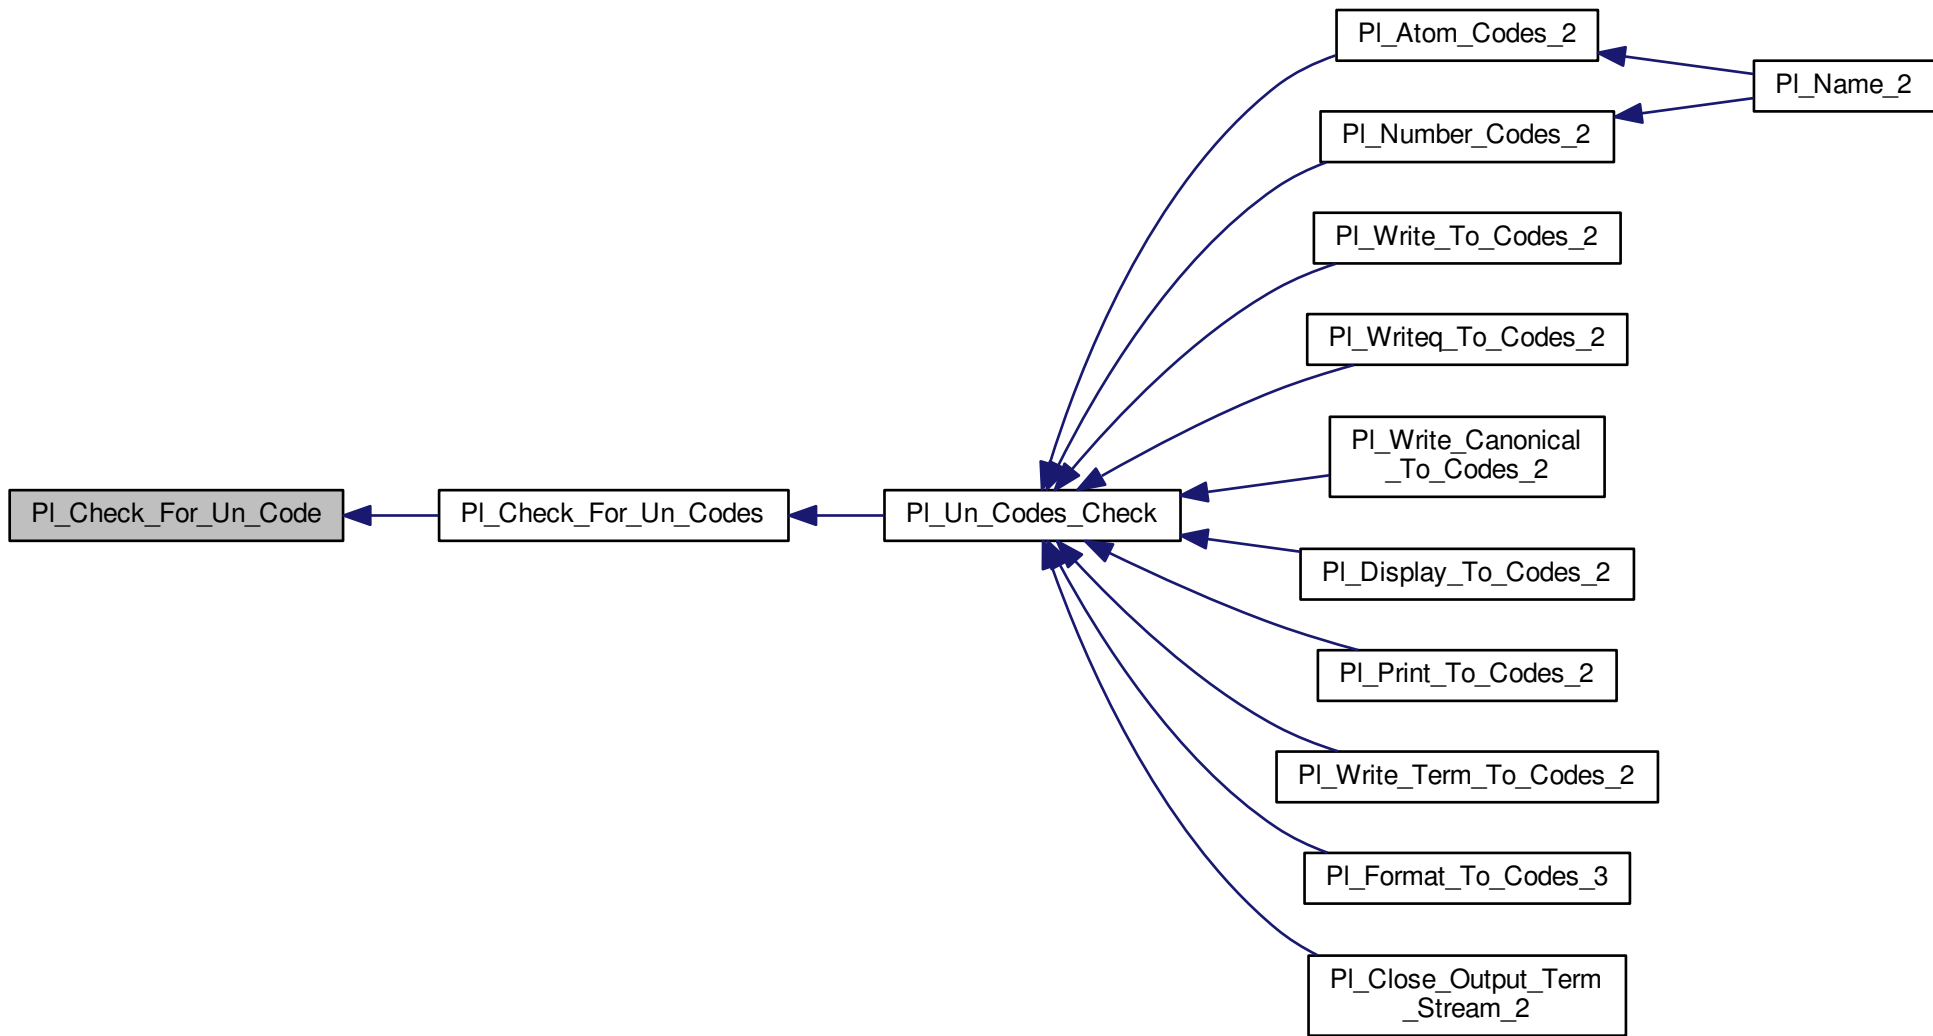 Pl_Atom_Codes_2
Pl_Name_2
Pl_Number_Codes_2
Pl_Write_To_Codes_2
Pl_Writeq_To_Codes_2
Pl_Write_Canonical
_To_Codes_2
Pl_Check_For_Un_Code
Pl_Check_For_Un_Codes
Pl_Un_Codes_Check
Pl_Display_To_Codes_2
Pl_Print_To_Codes_2
Pl_Write_Term_To_Codes_2
Pl_Format_To_Codes_3
Pl_Close_Output_Term
_Stream_2